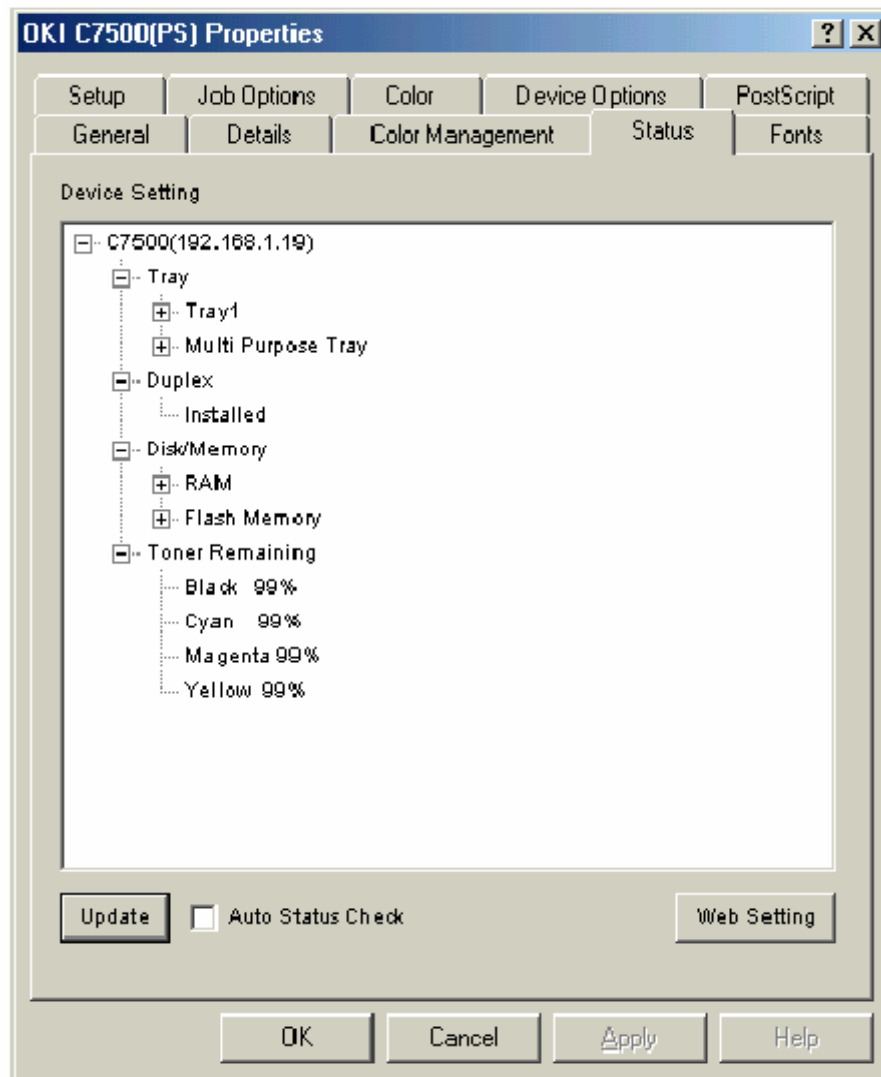 OKI C7500(PS) Properties
Setup Job Options Color Device Options PostScript
General Details Color Management Status Fonts
Device Setting
C7500(192.168.1.19)
Tray
Tray1
Multi Purpose Tray
Duplex
Installed
Disk/Memory
RAM
Flash Memory
Toner Remaining
Black 99%
Cyan 99%
Magenta 99%
Yellow 99%
Update Auto Status Check Web Setting
OK Cancel Apply Help